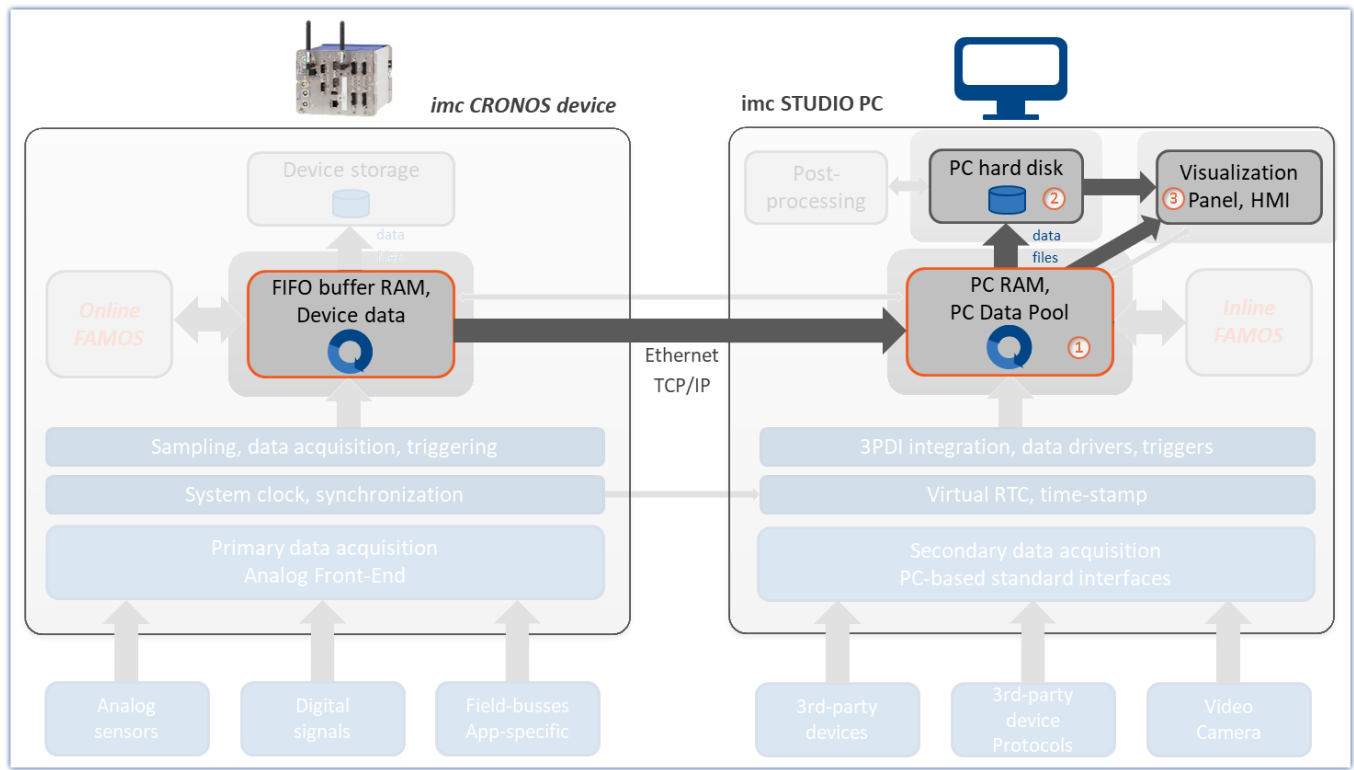 imc CRONOS device
Device storage
data
files
Online
FAMOS
FIFO buffer RAM,
Device data
Sampling, data acquisition, triggering
System clock, synchronization
Primary data acquisition
Analog Front-End
Analog
sensors
Digital
signals
Field-busses
App-specific
Ethernet
TCP/IP
imc STUDIO PC
Post-
processing
PC hard disk
2
Visualization
3 Panel, HMI
data
files
PC RAM,
PC Data Pool
1
Inline
FAMOS
3PDI integration, data drivers, triggers
Virtual RTC, time-stamp
Secondary data acquisition
PC-based standard interfaces
3rd-party
devices
3rd-party
device
Protocols
Video
Camera